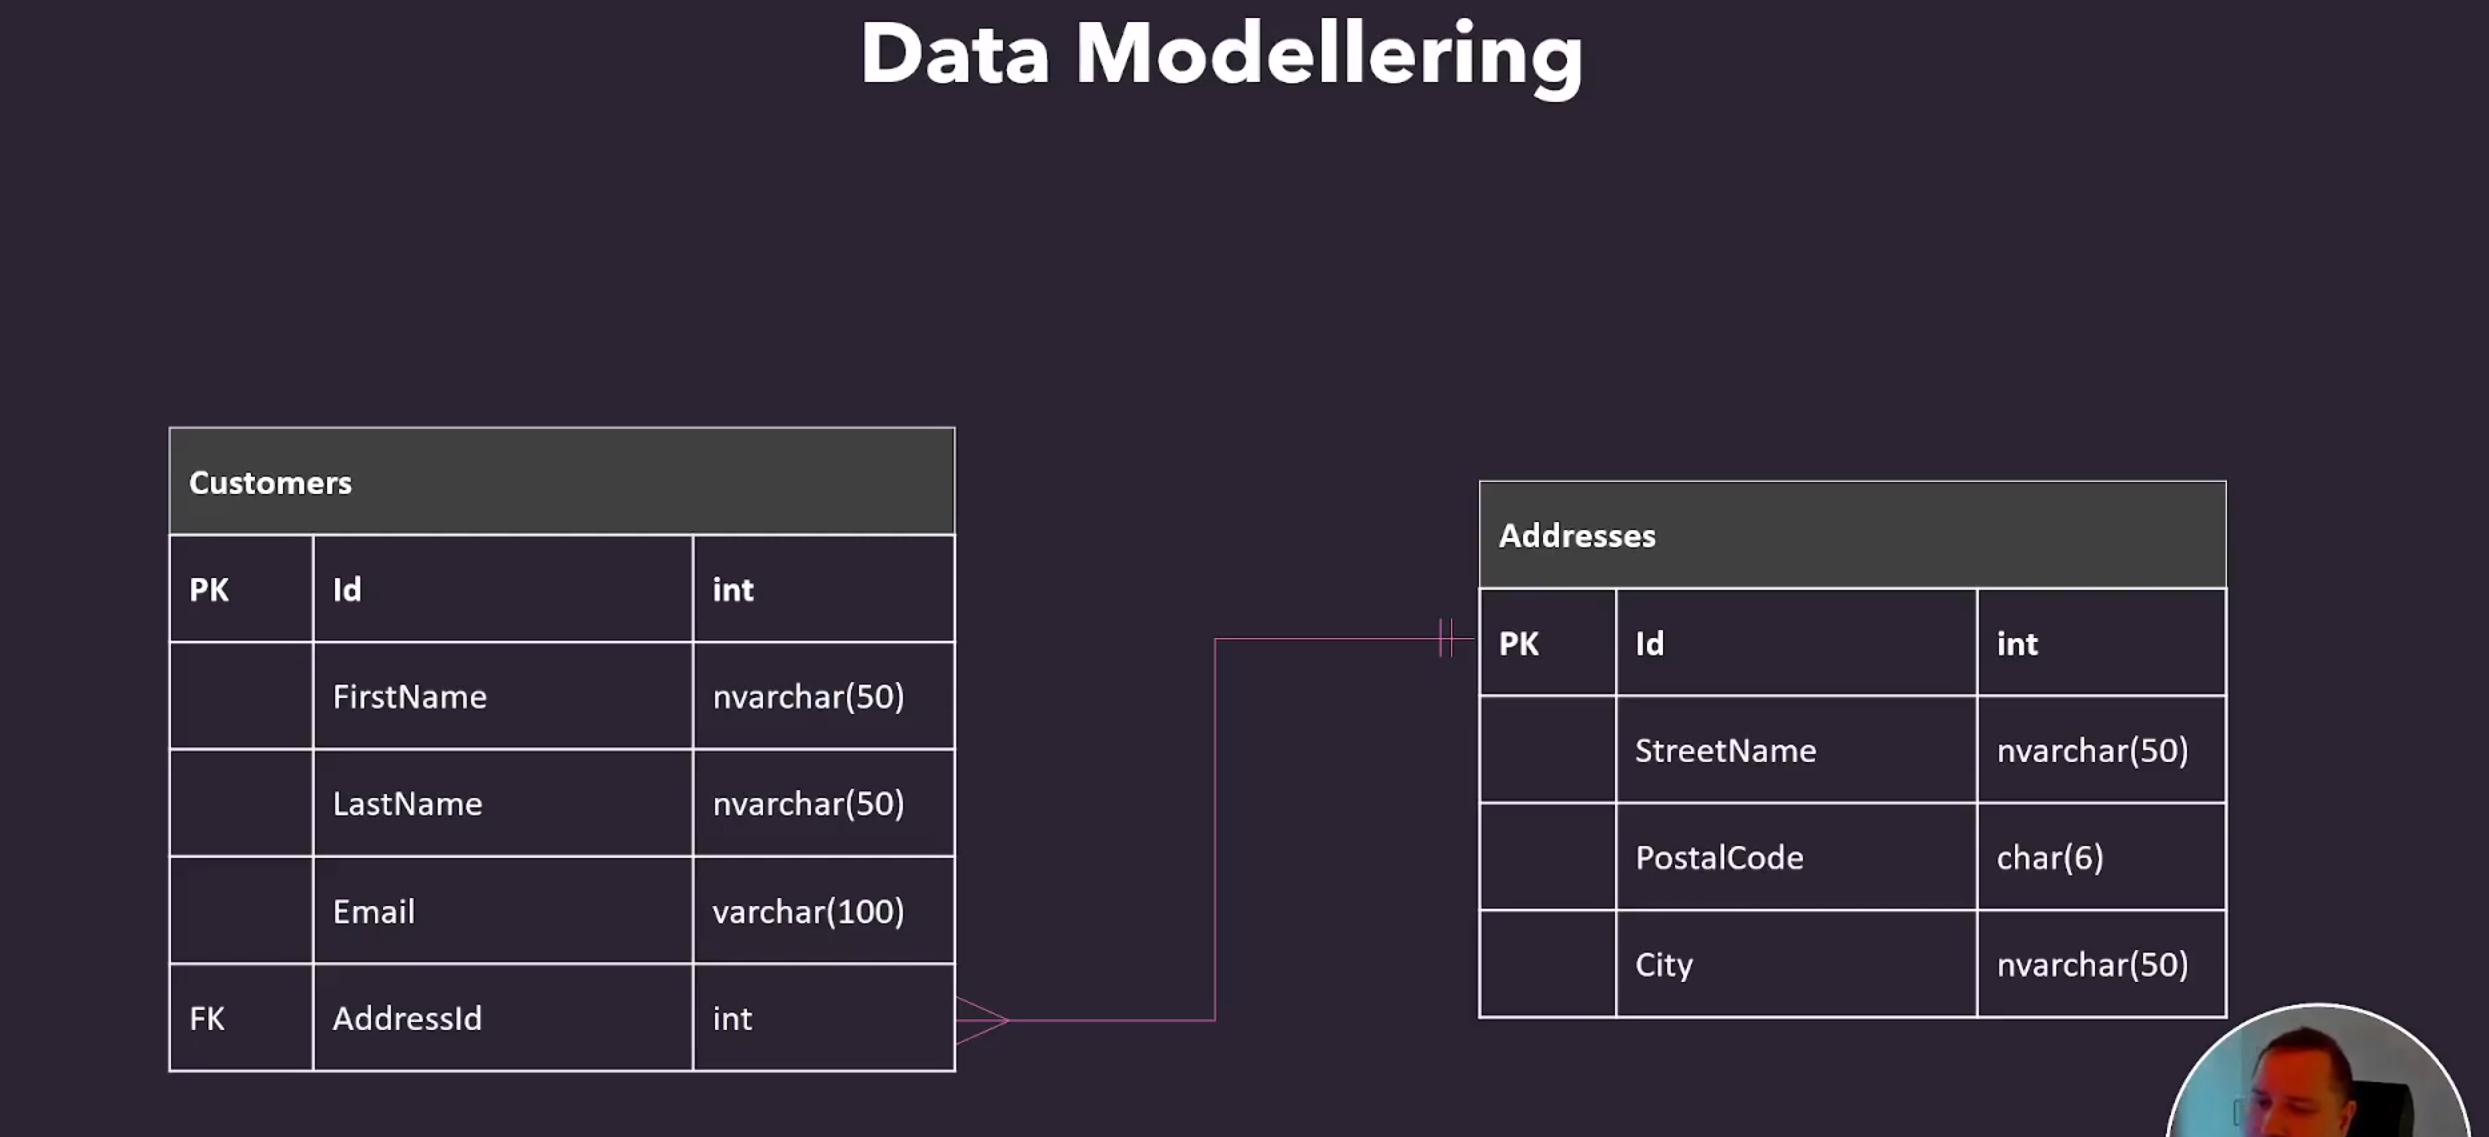 Data Modellering
Customers
PK Id int
FirstName nvarchar(50)
LastName nvarchar(50)
Email varchar(100)
FK AddressId int
Addresses
PK Id int
StreetName nvarchar(50)
PostalCode char(6)
City nvarchar(50)